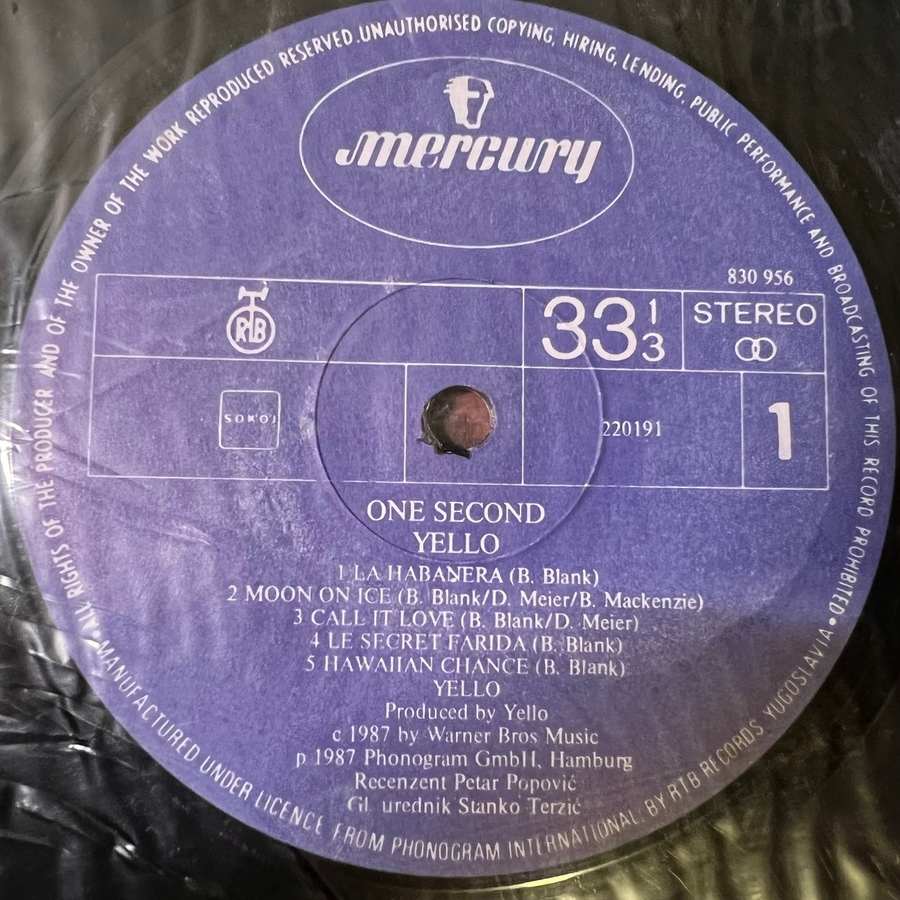 •ALL RIGHTS OF THE PRODUCER AND OF THE OWNER OF THE WORK REPRODUCED RESERVED.UNAUTHORISED COPYING, HIRING, LENDING, PUBLIC PERFORMANCE AND BROADCASTING OF THIS RECORD PROHIBITED•
mercury
830 956
RTB
33 1/3
STEREO
SOKOJ
220191
1
ONE SECOND
YELLO
1 LA HABANERA (B. Blank)
2 MOON ON ICE (B. Blank/D. Meier/B. Mackenzie)
3 CALL IT LOVE (B. Blank/D. Meier)
4 LE SECRET FARIDA (B. Blank)
5 HAWAIIAN CHANCE (B. Blank)
YELLO
Produced by Yello
c 1987 by Warner Bros Music
p 1987 Phonogram GmbH, Hamburg
Recenzent Petar Popović
Gl. urednik Stanko Terzić
MANUFACTURED UNDER LICENCE FROM PHONOGRAM INTERNATIONAL. BY RTB RECORDS, YUGOSLAVIA•